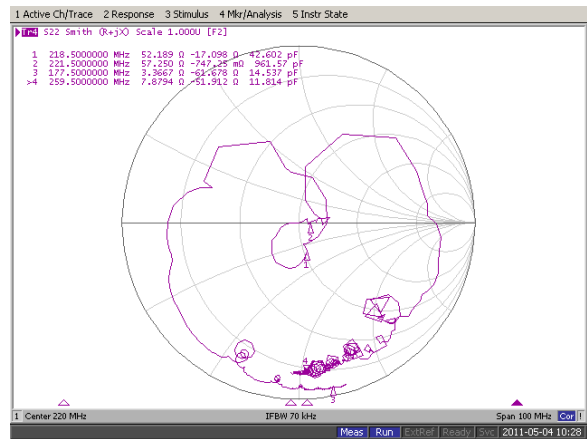 1 Active Ch/Trace 2 Response 3 Stimulus 4 Mkr/Analysis 5 Instr State
Tr4 S22 Smith (R+jX) Scale 1.000U [F2]
1 218.5000000 MHz 52.189 Ω -17.098 Ω 42.602 pF
2 221.5000000 MHz 57.250 Ω -747.25 mΩ 961.57 pF
3 177.5000000 MHz 3.3667 Ω -61.678 Ω 14.537 pF
>4 259.5000000 MHz 7.8794 Ω -51.912 Ω 11.814 pF
2
1
4
3
1 Center 220 MHz IFBW 70 kHz Span 100 MHz Cor !
Meas Run ExtRef Ready Svc 2011-05-04 10:28